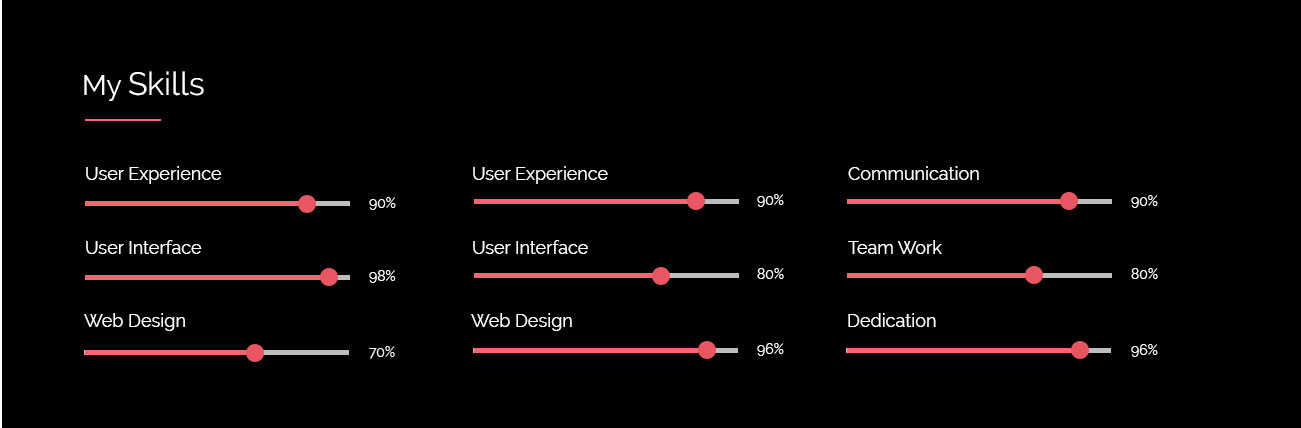 My Skills
User Experience
90%
User Experience
90%
Communication
90%
User Interface
98%
User Interface
80%
Team Work
80%
Web Design
70%
Web Design
96%
Dedication
96%